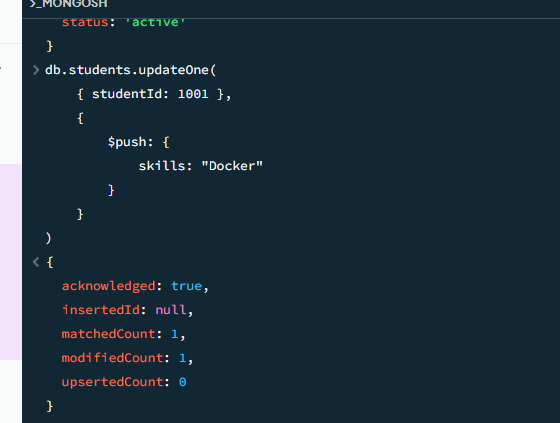 >_MONGOSH
status: 'active'
}
> db.students.updateOne(
{ studentId: 1001 },
{
$push: {
skills: "Docker"
}
}
)
< {
acknowledged: true,
insertedId: null,
matchedCount: 1,
modifiedCount: 1,
upsertedCount: 0
}